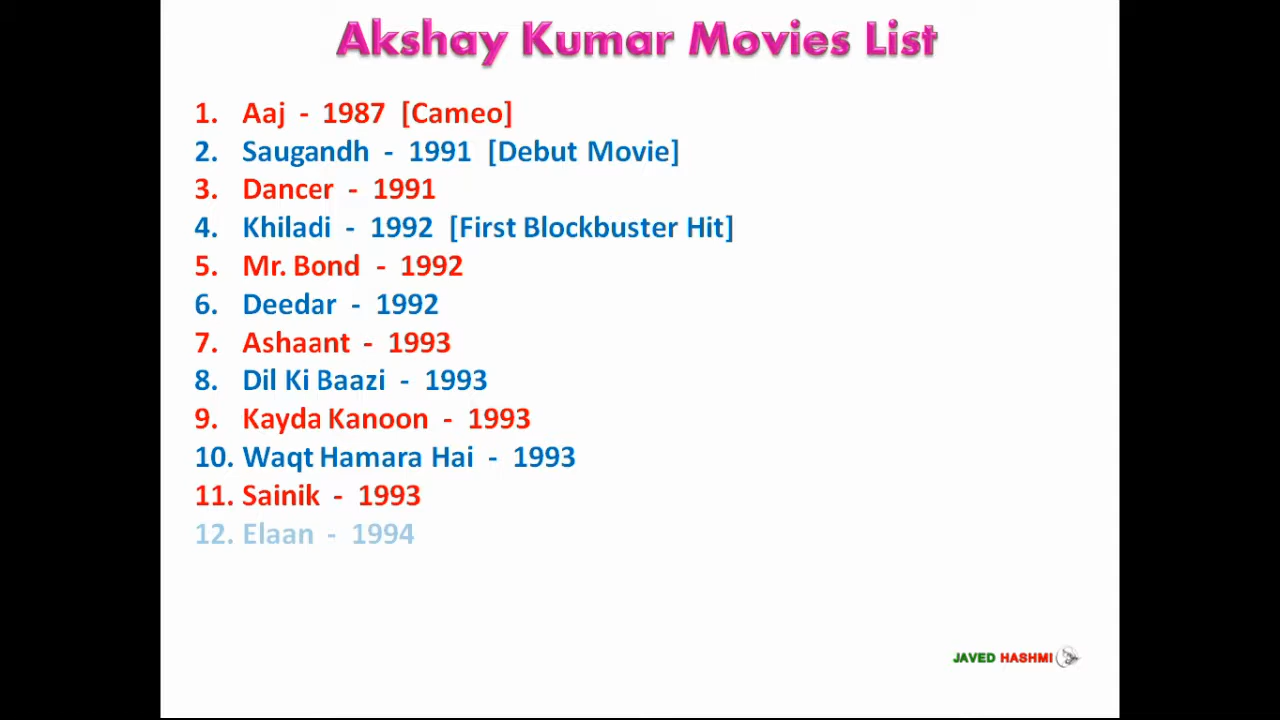 Akshay Kumar Movies List
1. Aaj - 1987 [Cameo]
2. Saugandh - 1991 [Debut Movie]
3. Dancer - 1991
4. Khiladi - 1992 [First Blockbuster Hit]
5. Mr. Bond - 1992
6. Deedar - 1992
7. Ashaant - 1993
8. Dil Ki Baazi - 1993
9. Kayda Kanoon - 1993
10. Waqt Hamara Hai - 1993
11. Sainik - 1993
12. Elaan - 1994
JAVED HASHMI